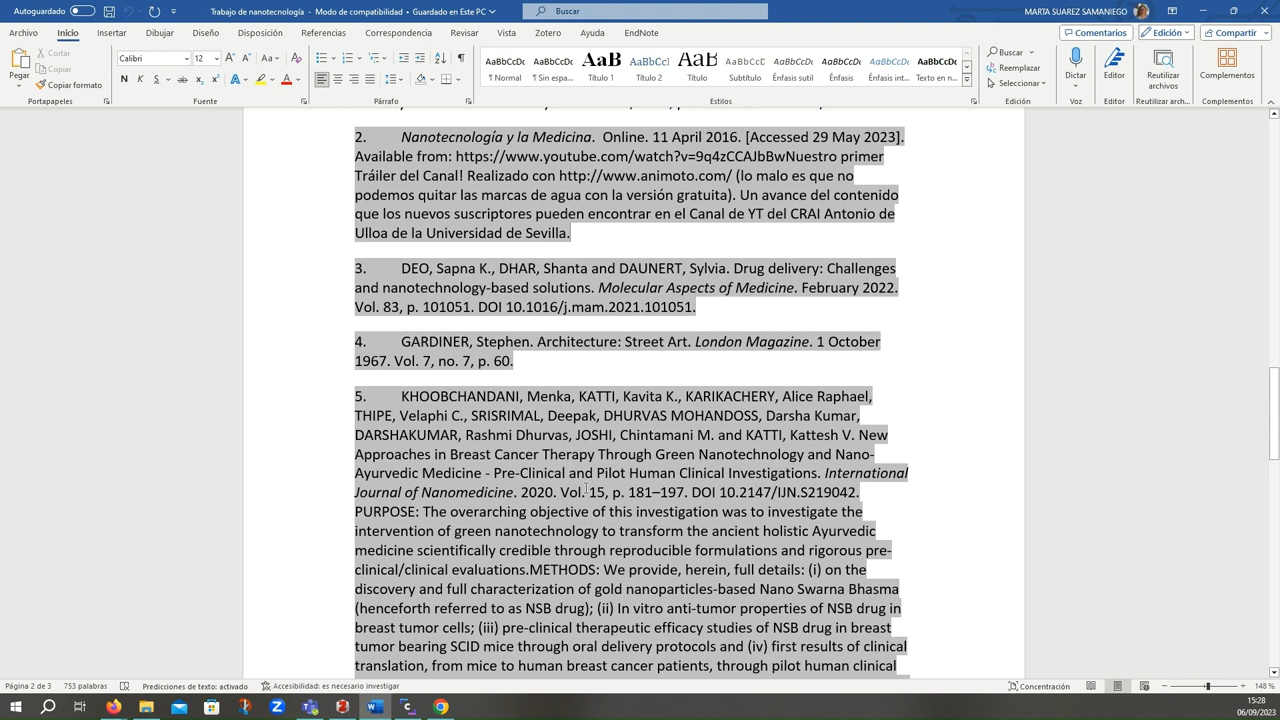 Autoguardado
Trabajo de nanotecnología - Modo de compatibilidad • Guardado en este PC
Buscar
MARTA SUAREZ SAMANIEGO
Archivo Inicio Insertar Dibujar Diseño Disposición Referencias Correspondencia Revisar Vista Zotero Ayuda EndNote
Comentarios Edición Compartir
Pegar
Cortar
Copiar
Copiar formato
Portapapeles
Calibri 12
Fuente
Párrafo
AaBbCcDc ¶ Normal
AaBbCcDc ¶ Sin espa...
AaB Título 1
AaBbCcl Título 2
AaB Título
AaBbCcC Subtítulo
AaBbCcDc Énfasis sutil
AaBbCcDc Énfasis
AaBbCcDc Énfasis int...
AaBbCcDc Texto en n...
Estilos
Buscar
Reemplazar
Seleccionar
Edición
Dictar
Voz
Editor
Editor
Reutilizar archivos
Reutilizar arch...
Complementos
Complementos
2. Nanotecnología y la Medicina. Online. 11 April 2016. [Accessed 29 May 2023].
Available from: https://www.youtube.com/watch?v=9q4zCCAJbBwNuestro primer
Tráiler del Canal! Realizado con http://www.animoto.com/ (lo malo es que no
podemos quitar las marcas de agua con la versión gratuita). Un avance del contenido
que los nuevos suscriptores pueden encontrar en el Canal de YT del CRAI Antonio de
Ulloa de la Universidad de Sevilla.
3. DEO, Sapna K., DHAR, Shanta and DAUNERT, Sylvia. Drug delivery: Challenges
and nanotechnology-based solutions. Molecular Aspects of Medicine. February 2022.
Vol. 83, p. 101051. DOI 10.1016/j.mam.2021.101051.
4. GARDINER, Stephen. Architecture: Street Art. London Magazine. 1 October
1967. Vol. 7, no. 7, p. 60.
5. KHOOBCHANDANI, Menka, KATTI, Kavita K., KARIKACHERY, Alice Raphael,
THIPE, Velaphi C., SRISRIMAL, Deepak, DHURVAS MOHANDOSS, Darsha Kumar,
DARSHAKUMAR, Rashmi Dhurvas, JOSHI, Chintamani M. and KATTI, Kattesh V. New
Approaches in Breast Cancer Therapy Through Green Nanotechnology and Nano-
Ayurvedic Medicine - Pre-Clinical and Pilot Human Clinical Investigations. International
Journal of Nanomedicine. 2020. Vol. 15, p. 181–197. DOI 10.2147/IJN.S219042.
PURPOSE: The overarching objective of this investigation was to investigate the
intervention of green nanotechnology to transform the ancient holistic Ayurvedic
medicine scientifically credible through reproducible formulations and rigorous pre-
clinical/clinical evaluations.METHODS: We provide, herein, full details: (i) on the
discovery and full characterization of gold nanoparticles-based Nano Swarna Bhasma
(henceforth referred to as NSB drug); (ii) In vitro anti-tumor properties of NSB drug in
breast tumor cells; (iii) pre-clinical therapeutic efficacy studies of NSB drug in breast
tumor bearing SCID mice through oral delivery protocols and (iv) first results of clinical
translation, from mice to human breast cancer patients, through pilot human clinical
Página 2 de 3 753 palabras Predicciones de texto: activado Accesibilidad: es necesario investigar Concentración 148 %
15:28
06/09/2023